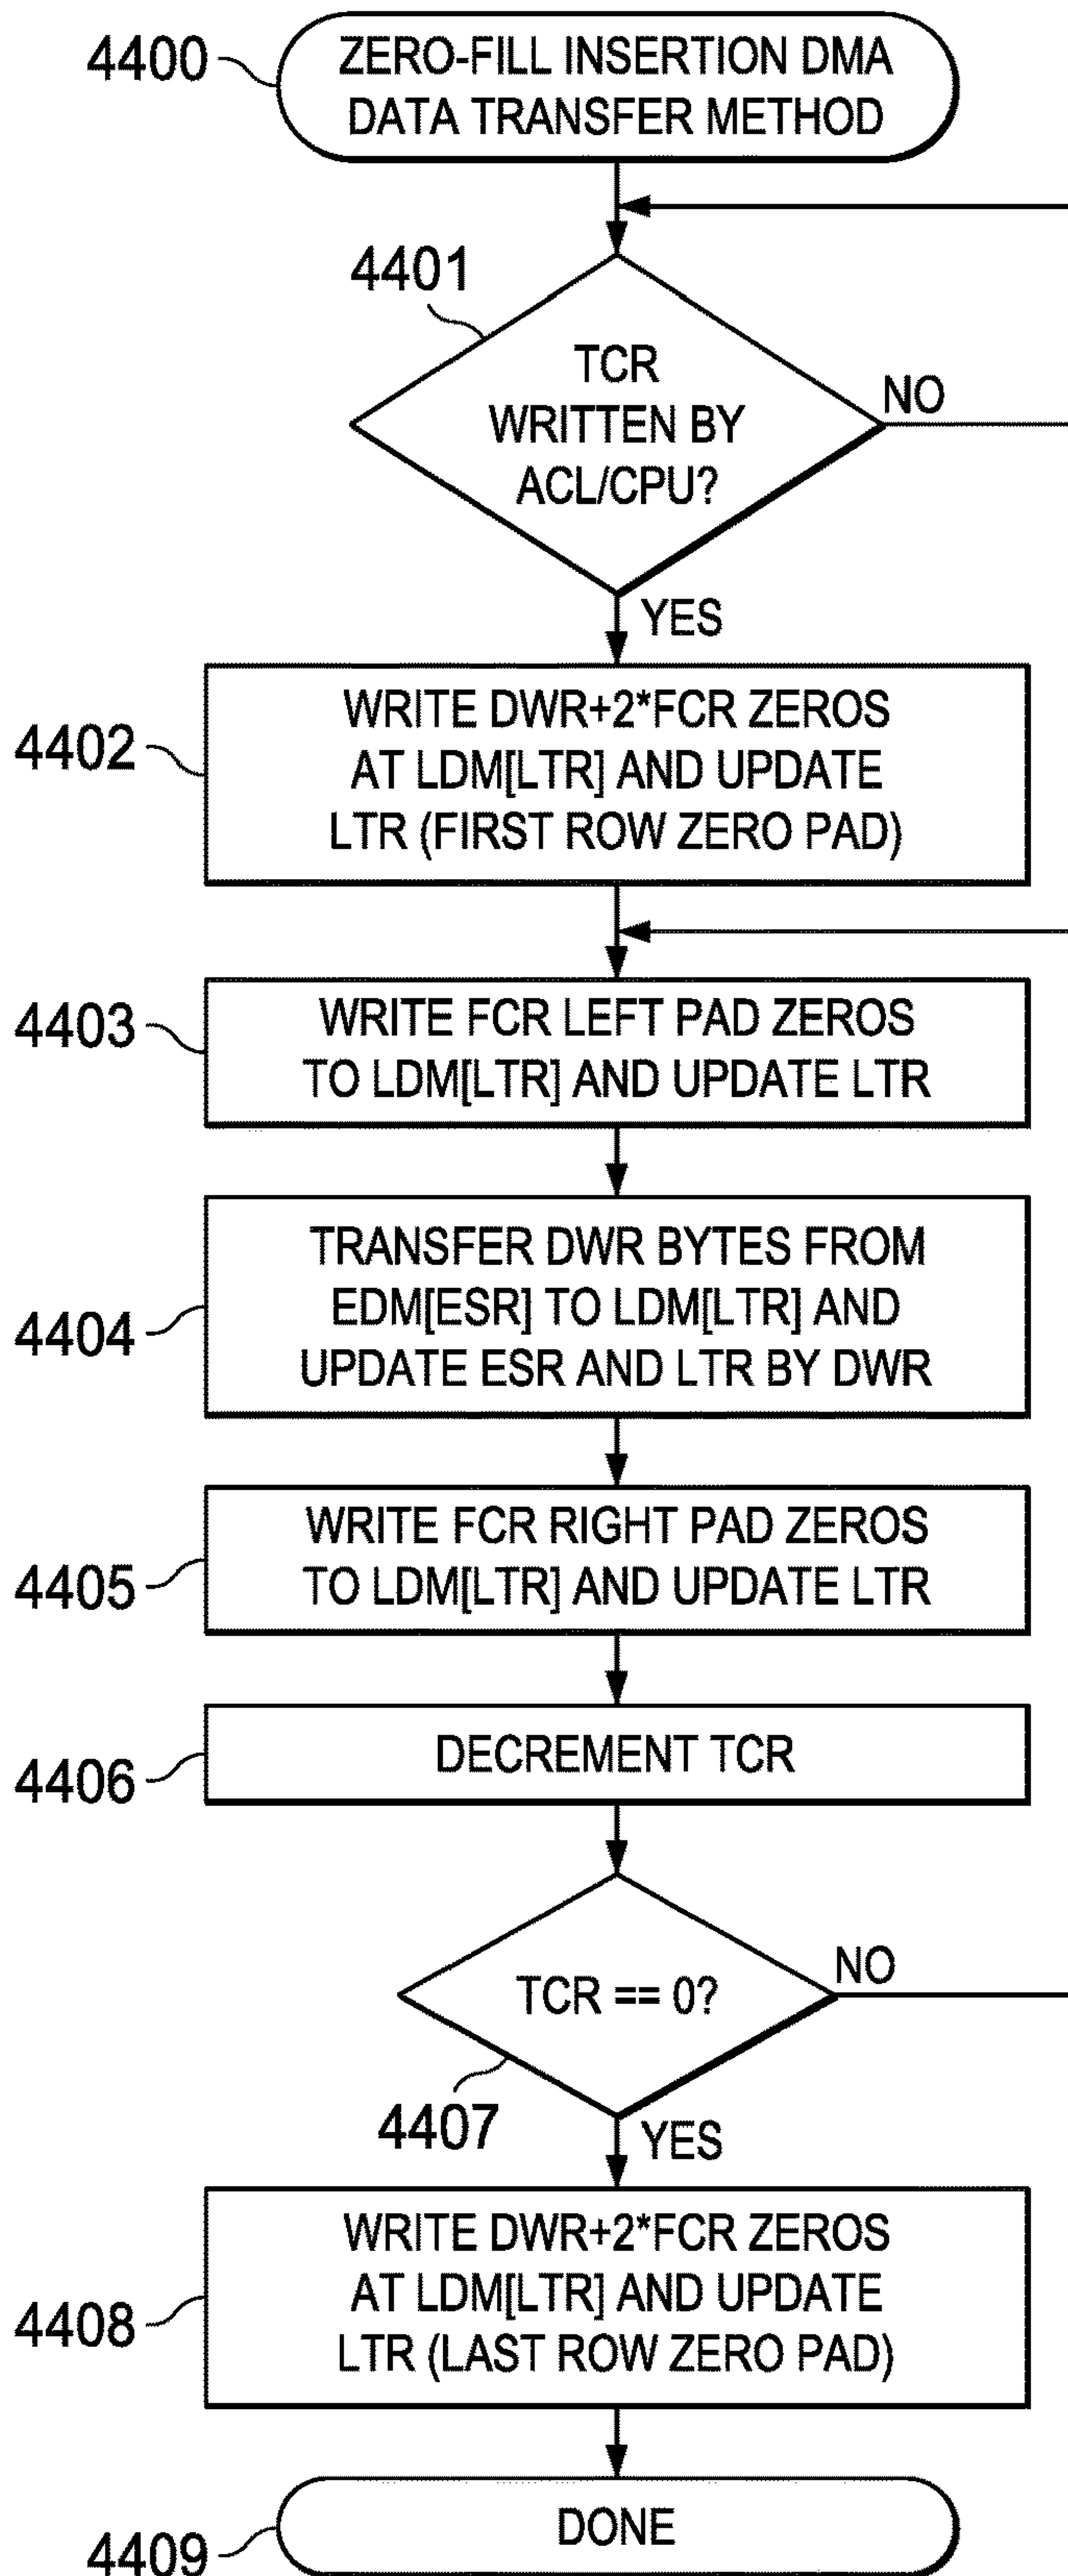 4400
ZERO-FILL INSERTION DMA
DATA TRANSFER METHOD
4401
TCR
WRITTEN BY
ACL/CPU?
NO
YES
4402
WRITE DWR+2*FCR ZEROS
AT LDM[LTR] AND UPDATE
LTR (FIRST ROW ZERO PAD)
4403
WRITE FCR LEFT PAD ZEROS
TO LDM[LTR] AND UPDATE LTR
4404
TRANSFER DWR BYTES FROM
EDM[ESR] TO LDM[LTR] AND
UPDATE ESR AND LTR BY DWR
4405
WRITE FCR RIGHT PAD ZEROS
TO LDM[LTR] AND UPDATE LTR
4406
DECREMENT TCR
TCR == 0?
NO
4407
YES
4408
WRITE DWR+2*FCR ZEROS
AT LDM[LTR] AND UPDATE
LTR (LAST ROW ZERO PAD)
4409
DONE